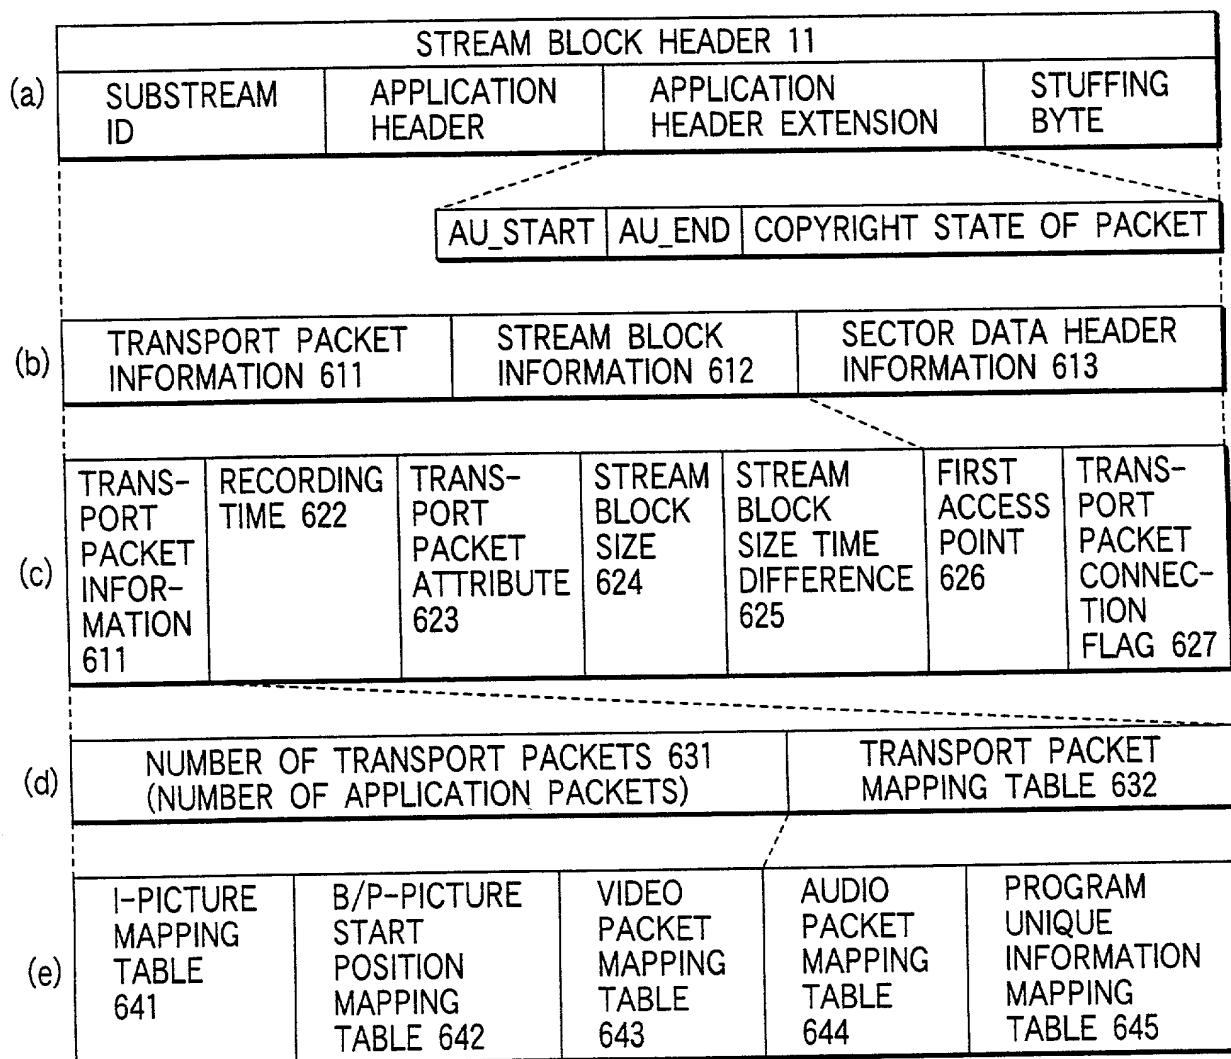 STREAM BLOCK HEADER 11
(a)
SUBSTREAM
ID
APPLICATION
HEADER
APPLICATION
HEADER EXTENSION
STUFFING
BYTE
AU_START
AU_END
COPYRIGHT STATE OF PACKET
(b)
TRANSPORT PACKET
INFORMATION 611
STREAM BLOCK
INFORMATION 612
SECTOR DATA HEADER
INFORMATION 613
(c)
TRANS-
PORT
PACKET
INFOR-
MATION
611
RECORDING
TIME 622
TRANS-
PORT
PACKET
ATTRIBUTE
623
STREAM
BLOCK
SIZE
624
STREAM
BLOCK
SIZE TIME
DIFFERENCE
625
FIRST
ACCESS
POINT
626
TRANS-
PORT
PACKET
CONNEC-
TION
FLAG 627
(d)
NUMBER OF TRANSPORT PACKETS 631
(NUMBER OF APPLICATION PACKETS)
TRANSPORT PACKET
MAPPING TABLE 632
(e)
I-PICTURE
MAPPING
TABLE
641
B/P-PICTURE
START
POSITION
MAPPING
TABLE 642
VIDEO
PACKET
MAPPING
TABLE
643
AUDIO
PACKET
MAPPING
TABLE
644
PROGRAM
UNIQUE
INFORMATION
MAPPING
TABLE 645